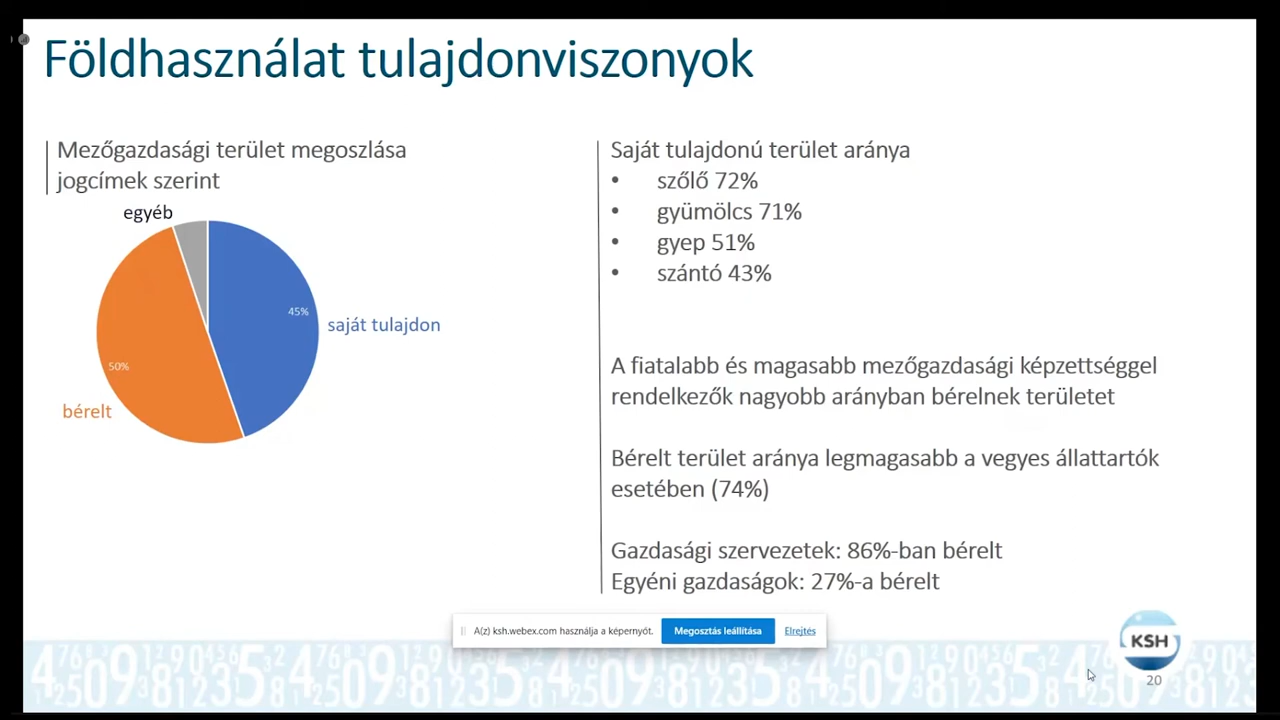 Földhasználat tulajdonviszonyok
Mezőgazdasági terület megoszlása
jogcímek szerint
egyéb
45%
saját tulajdon
50%
bérelt
Saját tulajdonú terület aránya
• szőlő 72%
• gyümölcs 71%
• gyep 51%
• szántó 43%
A fiatalabb és magasabb mezőgazdasági képzettséggel
rendelkezők nagyobb arányban bérelnek területet
Bérelt terület aránya legmagasabb a vegyes állattartók
esetében (74%)
Gazdasági szervezetek: 86%-ban bérelt
Egyéni gazdaságok: 27%-a bérelt
A(z) ksh.webex.com használja a képernyőt. Megosztás leállítása Elrejtés
KSH
20